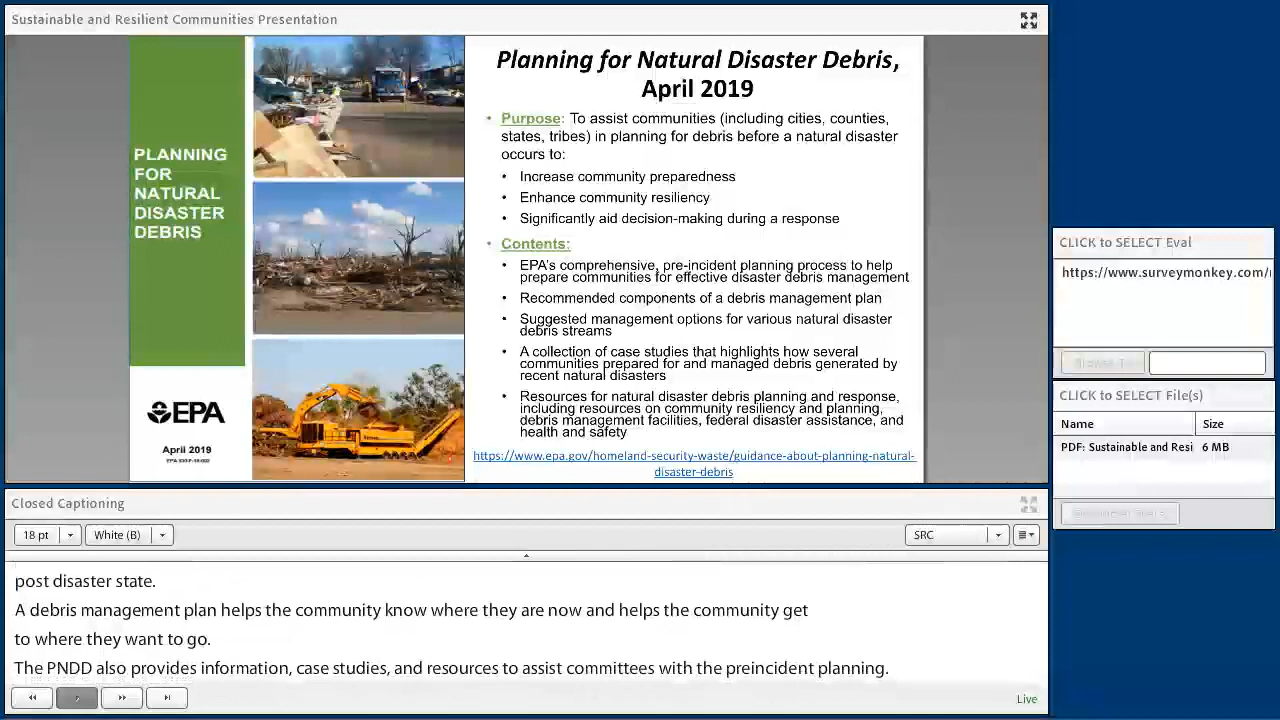 Sustainable and Resilient Communities Presentation
PLANNING
FOR
NATURAL
DISASTER
DEBRIS
EPA
April 2019
Planning for Natural Disaster Debris,
April 2019
• Purpose: To assist communities (including cities, counties,
states, tribes) in planning for debris before a natural disaster
occurs to:
• Increase community preparedness
• Enhance community resiliency
• Significantly aid decision-making during a response
• Contents:
• EPA's comprehensive, pre-incident planning process to help
prepare communities for effective disaster debris management
• Recommended components of a debris management plan
• Suggested management options for various natural disaster
debris streams
• A collection of case studies that highlights how several
communities prepared for and managed debris generated by
recent natural disasters
• Resources for natural disaster debris planning and response,
including resources on community resiliency and planning,
debris management facilities, federal disaster assistance, and
health and safety
https://www.epa.gov/homeland-security-waste/guidance-about-planning-natural-
disaster-debris
CLICK to SELECT Eval
https://www.surveymonkey.com/
CLICK to SELECT File(s)
Name Size
PDF: Sustainable and Resi 6 MB
Closed Captioning
18 pt White (B) SRC
post disaster state.
A debris management plan helps the community know where they are now and helps the community get
to where they want to go.
The PNDD also provides information, case studies, and resources to assist committees with the preincident planning.
Live